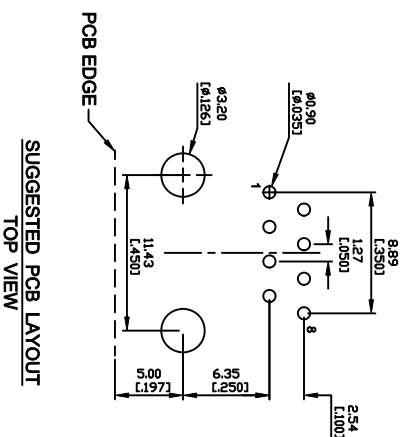 8.89
[.350]
ø0.90
[ø.035]
1.27
[.050]
2.54
[.100]
1
8
ø3.20
[ø.126]
6.35
[.250]
11.43
[.450]
5.00
[.197]
PCB EDGE
SUGGESTED PCB LAYOUT
TOP VIEW